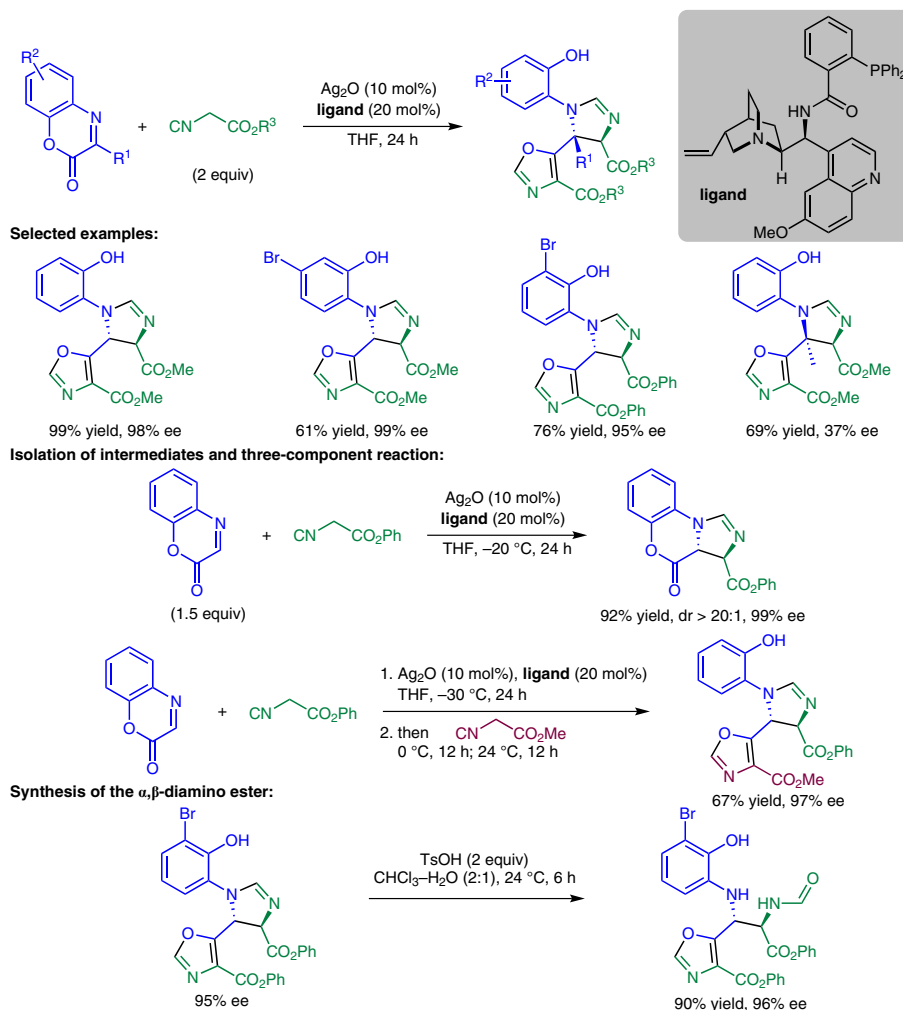 R2
N
O
O
R1
+
CN
CO2R3
(2 equiv)
Ag2O (10 mol%)
ligand (20 mol%)
THF, 24 h
OH
R2
N
N
O
R1
CO2R3
N
CO2R3
PPh2
HN
O
N
H
N
MeO
ligand
Selected examples:
OH
N
N
O
CO2Me
N
CO2Me
99% yield, 98% ee
Br
OH
N
N
O
CO2Me
N
CO2Me
61% yield, 99% ee
Br
OH
N
N
O
CO2Ph
N
CO2Ph
76% yield, 95% ee
OH
N
N
O
CO2Me
N
CO2Me
69% yield, 37% ee
Isolation of intermediates and three-component reaction:
N
O
O
(1.5 equiv)
+
CN
CO2Ph
Ag2O (10 mol%)
ligand (20 mol%)
THF, –20 °C, 24 h
N
N
O
O
CO2Ph
92% yield, dr > 20:1, 99% ee
N
O
O
+
CN
CO2Ph
1. Ag2O (10 mol%), ligand (20 mol%)
THF, –30 °C, 24 h
2. then
CN
CO2Me
0 °C, 12 h; 24 °C, 12 h
OH
N
N
O
CO2Ph
N
CO2Me
67% yield, 97% ee
Synthesis of the α,β-diamino ester:
Br
OH
N
N
O
CO2Ph
N
CO2Ph
95% ee
TsOH (2 equiv)
CHCl3–H2O (2:1), 24 °C, 6 h
Br
OH
NH
HN
O
O
CO2Ph
N
CO2Ph
90% yield, 96% ee